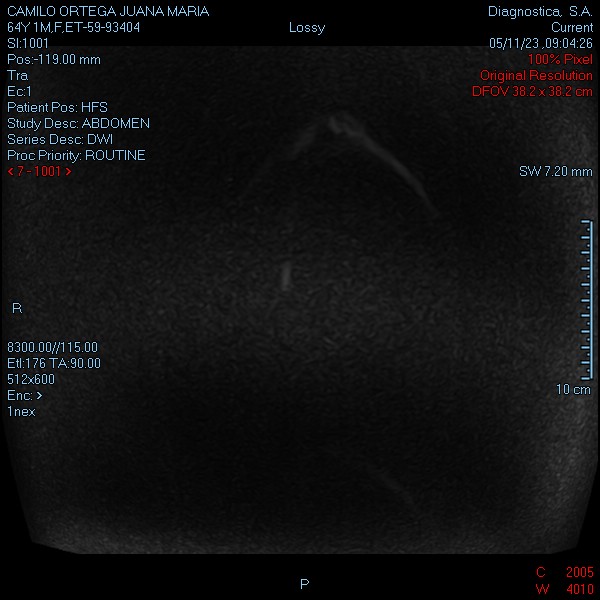 CAMILO ORTEGA JUANA MARIA
64Y 1M,F,ET-59-93404
SI:1001
Pos:-119.00 mm
Tra
Ec:1
Patient Pos: HFS
Study Desc: ABDOMEN
Series Desc: DWI
Proc Priority: ROUTINE
< 7 - 1001 >
Lossy
Diagnostica, S.A.
Current
05/11/23 ,09:04:26
100% Pixel
Original Resolution
DFOV 38.2 x 38.2 cm
SW 7.20 mm
R
10 cm
8300.00//115.00
Etl:176 TA:90.00
512x600
Enc: >
1nex
P
C 2005
W 4010